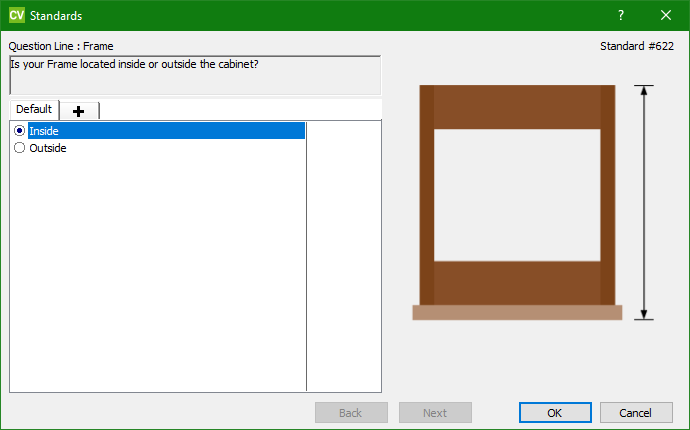 CV Standards ? ×
Question Line : Frame
Standard #622
Is your Frame located inside or outside the cabinet?
Default +
Inside
Outside
Back Next OK Cancel